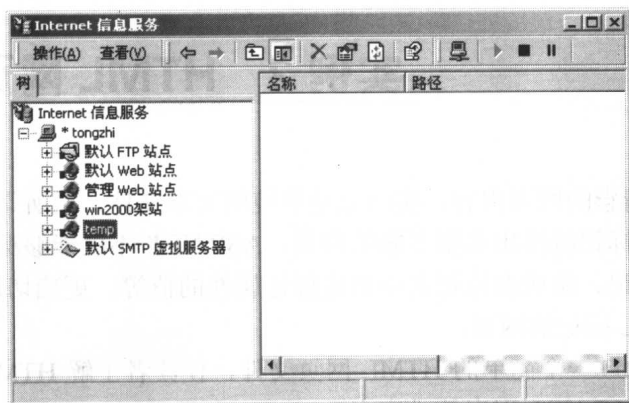 Internet 信息服务
操作(A) 查看(V)
树
名称 路径
Internet 信息服务
* tongzhi
默认 FTP 站点
默认 Web 站点
管理 Web 站点
win2000架站
temp
默认 SMTP 虚拟服务器